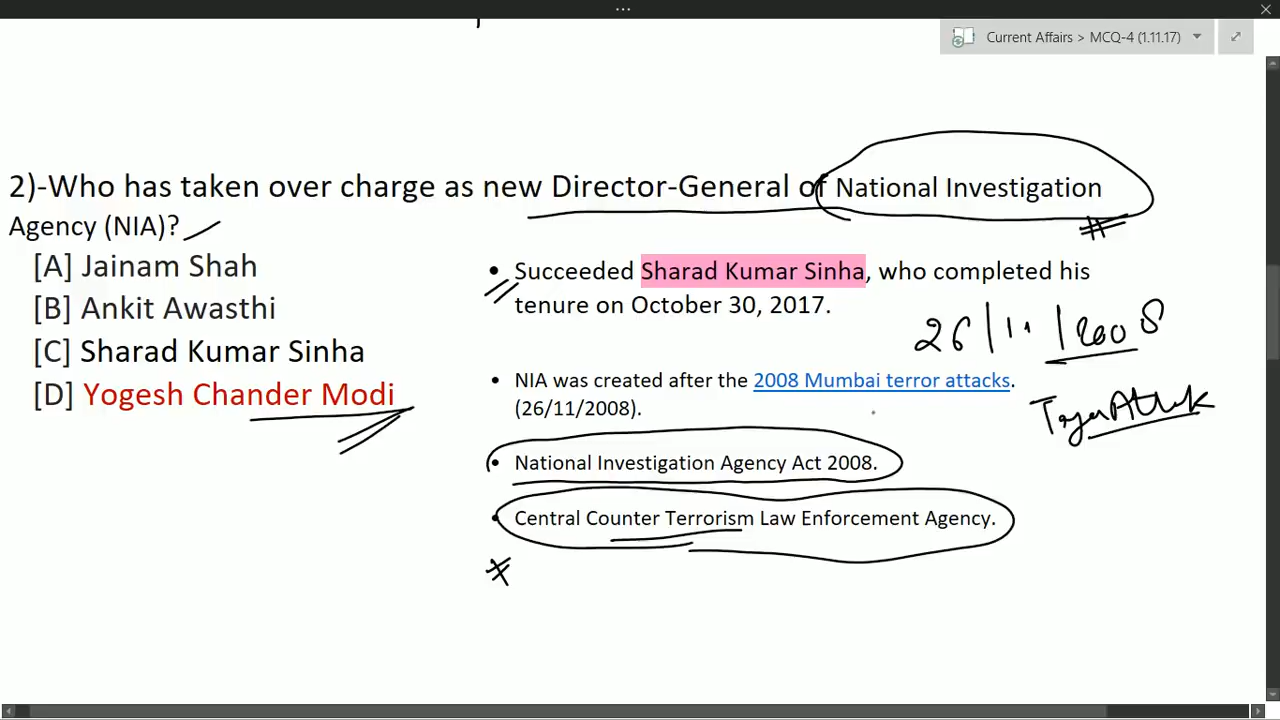 Current Affairs > MCQ-4 (1.11.17)
2)-Who has taken over charge as new Director-General of National Investigation
Agency (NIA)?
[A] Jainam Shah
[B] Ankit Awasthi
[C] Sharad Kumar Sinha
[D] Yogesh Chander Modi
• Succeeded Sharad Kumar Sinha, who completed his
tenure on October 30, 2017.
26/11/2008
• NIA was created after the 2008 Mumbai terror attacks.
(26/11/2008).
• National Investigation Agency Act 2008.
• Central Counter Terrorism Law Enforcement Agency.